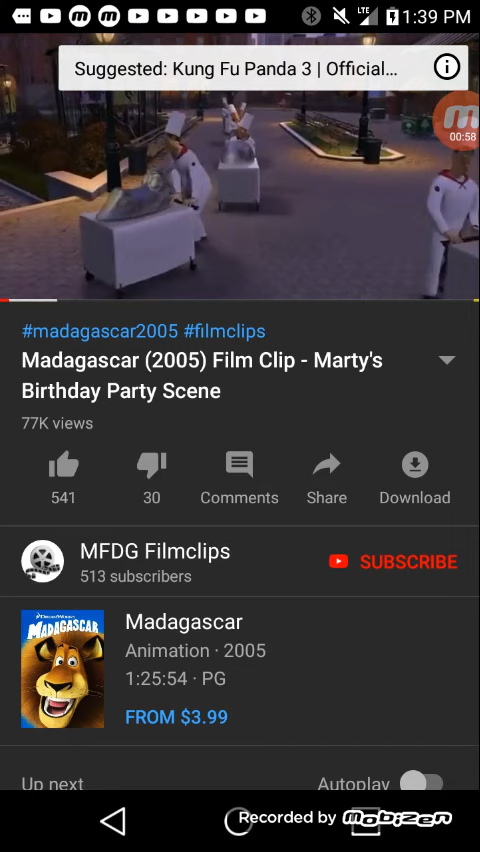 LTE 1:39 PM
Suggested: Kung Fu Panda 3 | Official...
00:58
#madagascar2005 #filmclips
Madagascar (2005) Film Clip - Marty's
Birthday Party Scene
77K views
541 30 Comments Share Download
MFDG Filmclips
513 subscribers
SUBSCRIBE
DreamWorks
MADAGASCAR
Madagascar
Animation · 2005
1:25:54 · PG
FROM $3.99
Up next Autoplay
Recorded by Mobizen